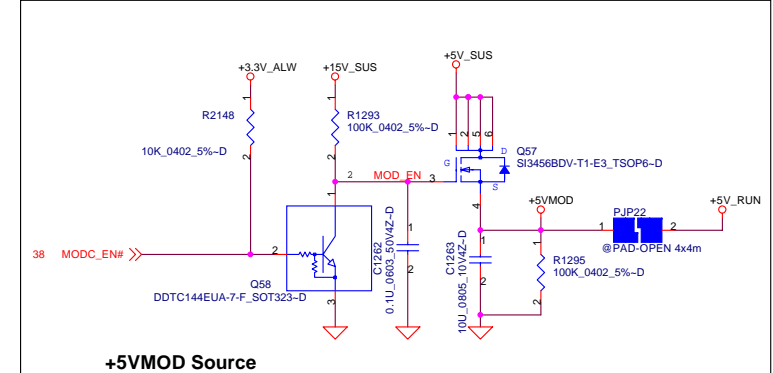 +3.3V_ALW
+15V_SUS
+5V_SUS
1
R2148
2
10K_0402_5%~D
1
R1293
100K_0402_5%~D
2
1
2
5
6
D
Q57
SI3456BDV-T1-E3_TSOP6~D
G
S
2
MOD_EN
3
4
+5VMOD
PJP22
1
2
@PAD-OPEN 4x4m
+5V_RUN
38
MODC_EN#
2
1
3
Q58
DDTC144EUA-7-F_SOT323~D
1
C1262
0.1U_0603_50V4Z~D
2
1
C1263
10U_0805_10V4Z~D
2
1
R1295
100K_0402_5%~D
2
+5VMOD Source